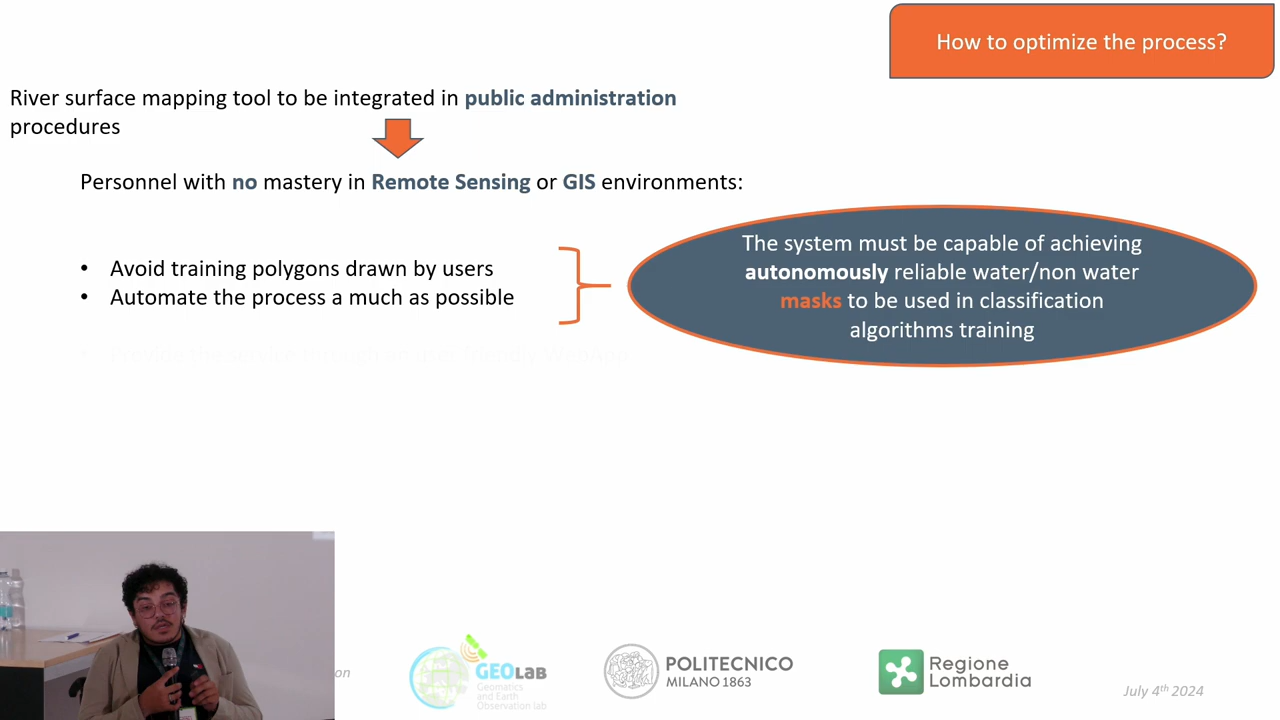 How to optimize the process?
River surface mapping tool to be integrated in public administration
procedures
Personnel with no mastery in Remote Sensing or GIS environments:
• Avoid training polygons drawn by users
• Automate the process a much as possible
The system must be capable of achieving
autonomously reliable water/non water
masks to be used in classification
algorithms training
on
GEOLAB
Geomatics
and Earth
Observation lab
POLITECNICO
MILANO 1863
Regione
Lombardia
July 4th 2024